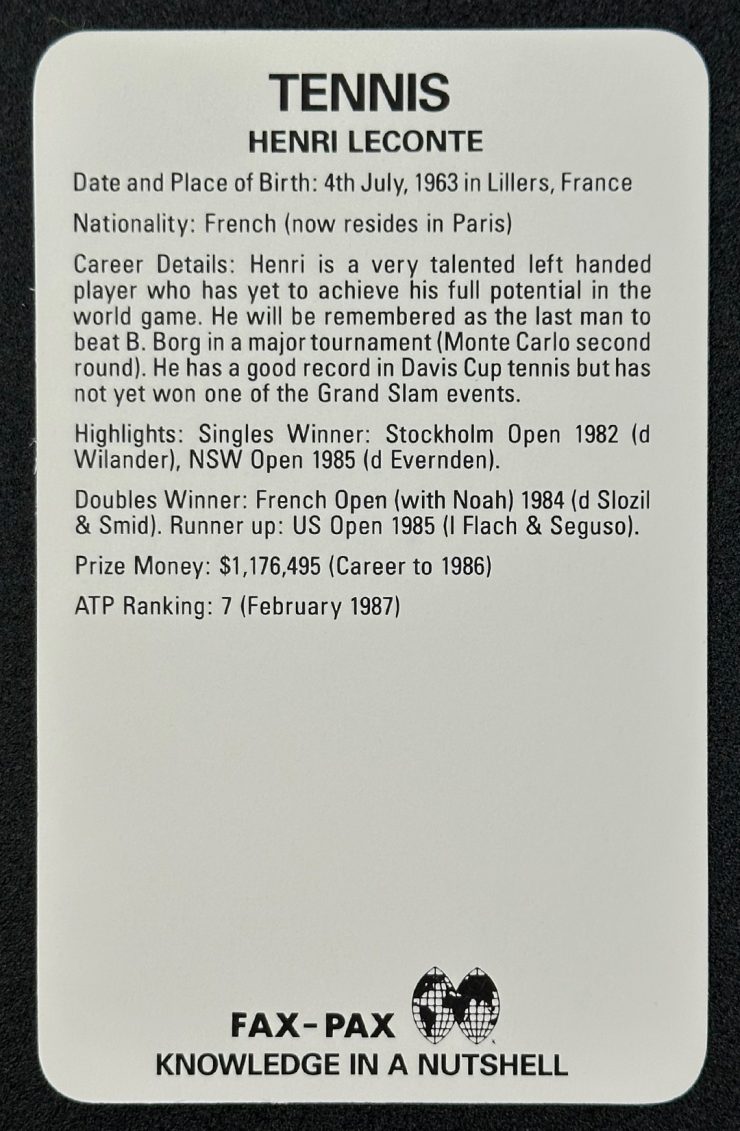 TENNIS
HENRI LECONTE
Date and Place of Birth: 4th July, 1963 in Lillers, France
Nationality: French (now resides in Paris)
Career Details: Henri is a very talented left handed
player who has yet to achieve his full potential in the
world game. He will be remembered as the last man to
beat B. Borg in a major tournament (Monte Carlo second
round). He has a good record in Davis Cup tennis but has
not yet won one of the Grand Slam events.
Highlights: Singles Winner: Stockholm Open 1982 (d
Wilander), NSW Open 1985 (d Evernden).
Doubles Winner: French Open (with Noah) 1984 (d Slozil
& Smid). Runner up: US Open 1985 (l Flach & Seguso).
Prize Money: $1,176,495 (Career to 1986)
ATP Ranking: 7 (February 1987)
FAX-PAX
KNOWLEDGE IN A NUTSHELL